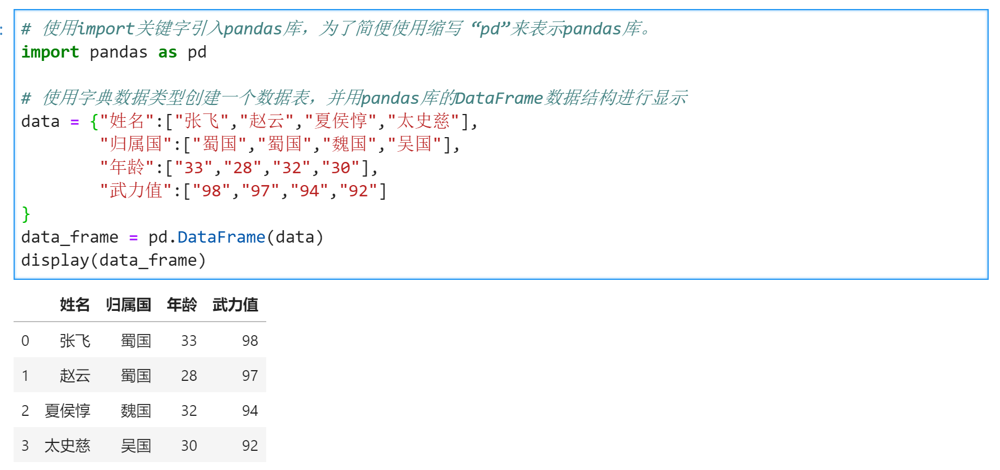 :
# 使用import关键字引入pandas库，为了简便使用缩写“pd”来表示pandas库。
import pandas as pd
# 使用字典数据类型创建一个数据表，并用pandas库的DataFrame数据结构进行显示
data = {"姓名":["张飞","赵云","夏侯惇","太史慈"],
"归属国":["蜀国","蜀国","魏国","吴国"],
"年龄":["33","28","32","30"],
"武力值":["98","97","94","92"]
}
data_frame = pd.DataFrame(data)
display(data_frame)
姓名 归属国 年龄 武力值
0 张飞 蜀国 33 98
1 赵云 蜀国 28 97
2 夏侯惇 魏国 32 94
3 太史慈 吴国 30 92